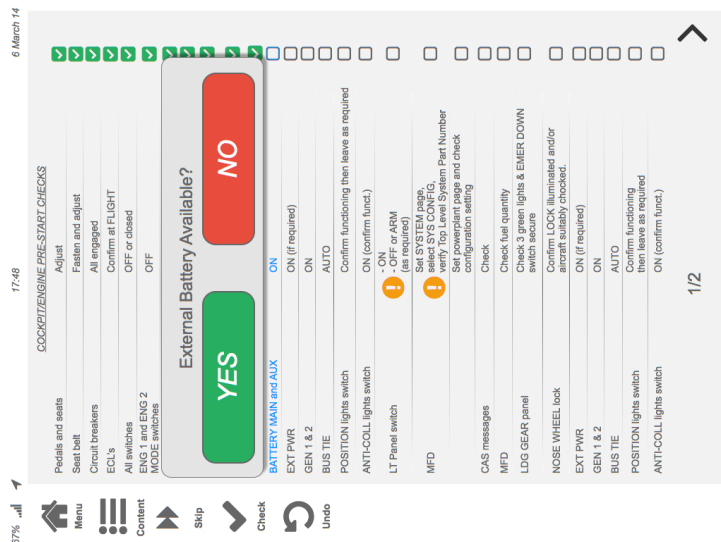 67% 17:48 6 March 14
Menu
Content
Skip
Check
Undo
COCKPIT/ENGINE PRE-START CHECKS
Pedals and seats Adjust
Seat belt Fasten and adjust
Circuit breakers All engaged
ECL's Confirm at FLIGHT
All switches OFF or closed
ENG 1 and ENG 2
MODE switches OFF
External Battery Available?
YES NO
BATTERY MAIN and AUX ON
EXT PWR ON (if required)
GEN 1 & 2 ON
BUS TIE AUTO
POSITION lights switch Confirm functioning then leave as required
ANTI-COLL lights switch ON (confirm funct.)
LT Panel switch - ON
- OFF or ARM
(as required)
MFD Set SYSTEM page,
select SYS CONFIG,
verify Top Level System Part Number
Set powerplant page and check
configuration setting
CAS messages Check
MFD Check fuel quantity
LDG GEAR panel Check 3 green lights & EMER DOWN
switch secure
NOSE WHEEL lock Confirm LOCK illuminated and/or
aircraft suitably chocked.
EXT PWR ON (if required)
GEN 1 & 2 ON
BUS TIE AUTO
POSITION lights switch Confirm functioning
then leave as required
ANTI-COLL lights switch ON (confirm funct.)
1/2